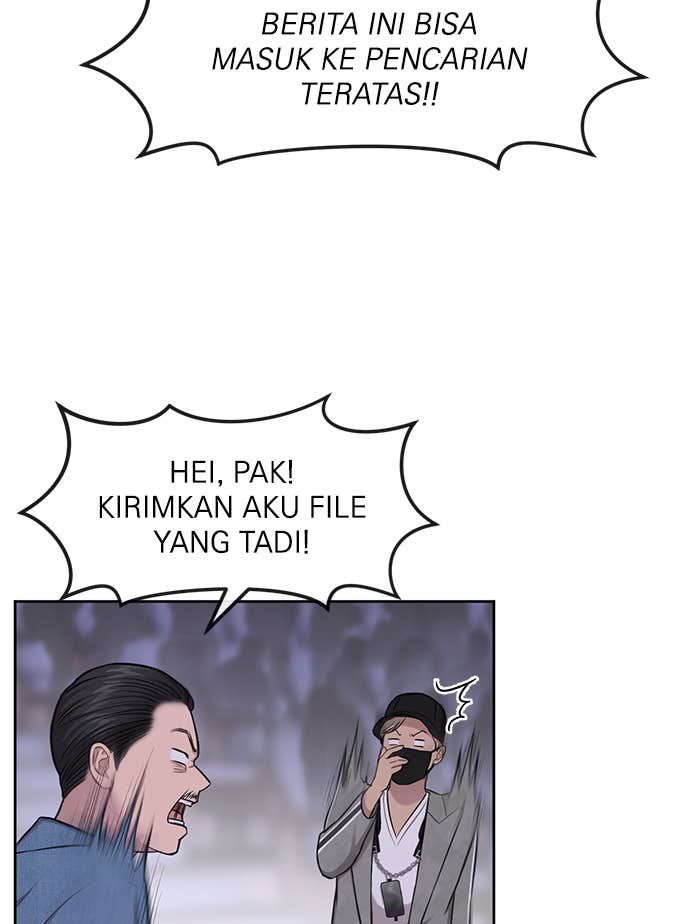 BERITA INI BISA
MASUK KE PENCARIAN
TERATAS!!
HEI, PAK!
KIRIMKAN AKU FILE
YANG TADI!